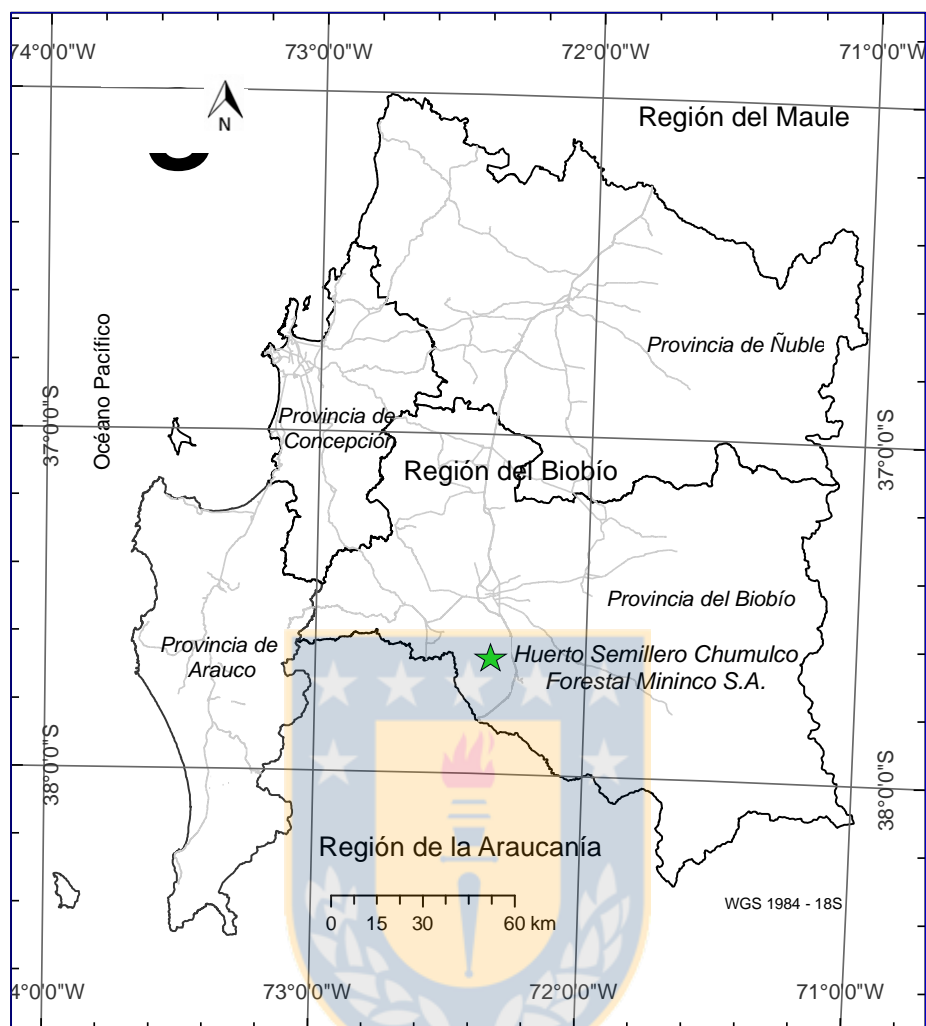 74°0'0"W 73°0'0"W 72°0'0"W 71°0'0"W
N
Región del Maule
Océano Pacífico
Provincia de Ñuble
37°0'0"S
37°0'0"S
Provincia de
Concepción
Región del Biobío
Provincia del Biobío
Provincia de
Arauco
Huerto Semillero Chumulco
Forestal Mininco S.A.
38°0'0"S
38°0'0"S
Región de la Araucanía
0 15 30 60 km
WGS 1984 - 18S
4°0'0"W 73°0'0"W 72°0'0"W 71°0'0"W